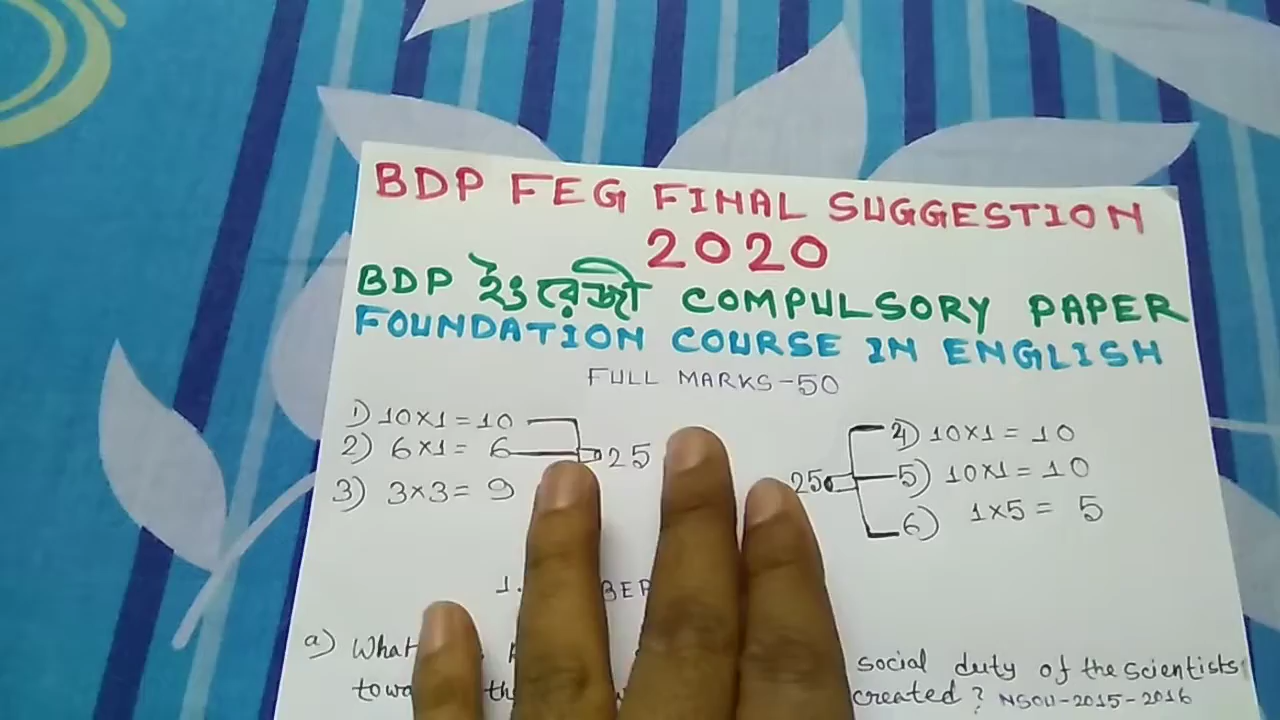 BDP FEG FINAL SUGGESTION
2020
BDP ইংরেজী COMPULSORY PAPER
FOUNDATION COURSE IN ENGLISH
FULL MARKS-50
1) 10×1 = 10
2) 6×1 = 6
3) 3×3 = 9
25
25
4) 10×1 = 10
5) 10×1 = 10
6) 1×5 = 5
1.
a) What social duty of the scientists
created? NSOU-2015-2016